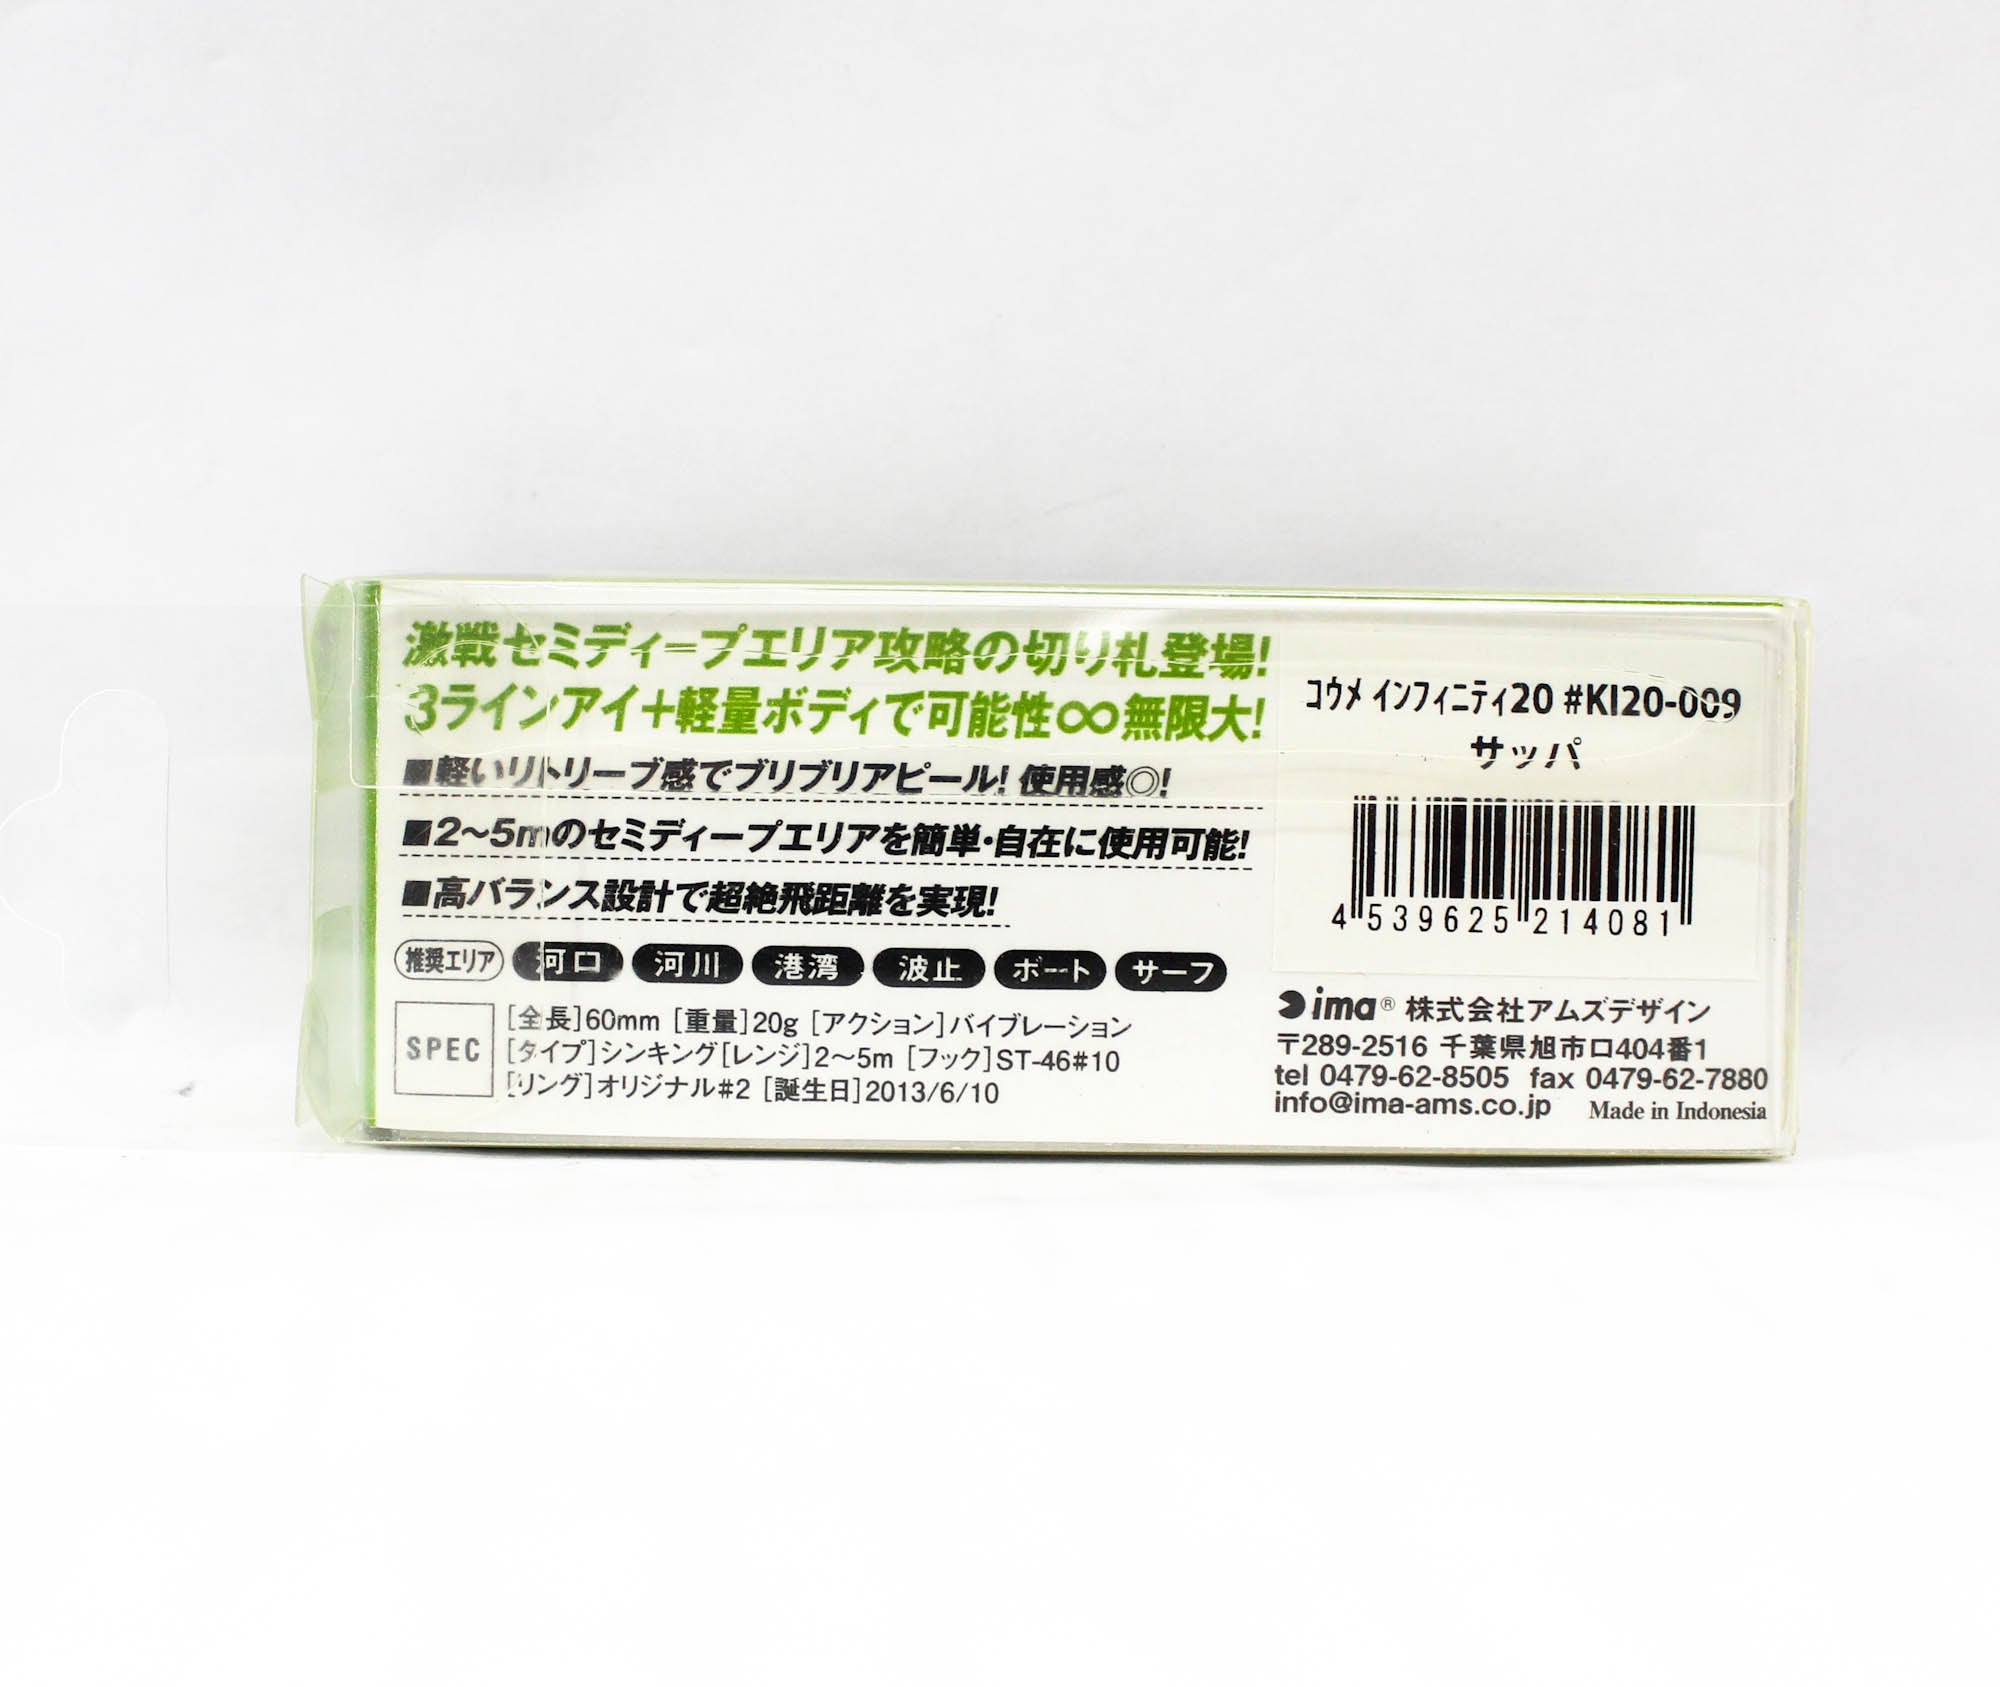 激戦セミディープエリア攻略の切り札登場!
3ラインアイ+軽量ボディで可能性∞無限大!
■軽いリトリーブ感でブリブリアピール!使用感◎!
■2〜5mのセミディープエリアを簡単・自在に使用可能!
■高バランス設計で超絶飛距離を実現!
推奨エリア 河口 河川 港湾 波止 ボート サーフ
SPEC
[全長]60mm [重量]20g [アクション]バイブレーション
[タイプ]シンキング[レンジ]2〜5m [フック]ST-46#10
[リング]オリジナル#2 [誕生日]2013/6/10
コウメ インフィニティ20 #KI20-009
サッパ
4 539625 214081
ima® 株式会社アムズデザイン
〒289-2516 千葉県旭市ロ404番1
tel 0479-62-8505 fax 0479-62-7880
info@ima-ams.co.jp Made in Indonesia